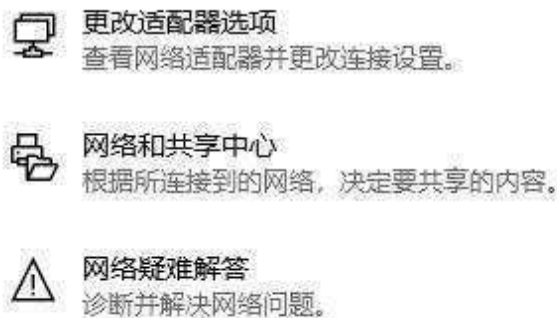 更改适配器选项
查看网络适配器并更改连接设置。
网络和共享中心
根据所连接到的网络，决定要共享的内容。
网络疑难解答
诊断并解决网络问题。